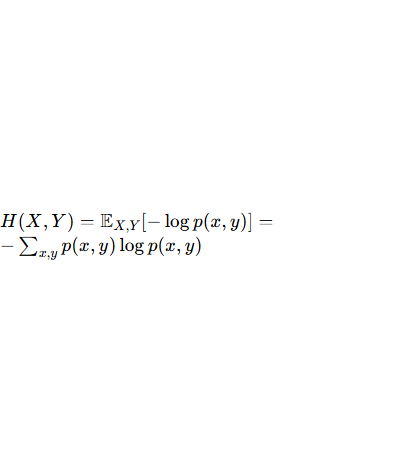 H(X, Y) = 𝔼_{X,Y}[− log p(x, y)] =
− ∑_{x,y} p(x, y) log p(x, y)